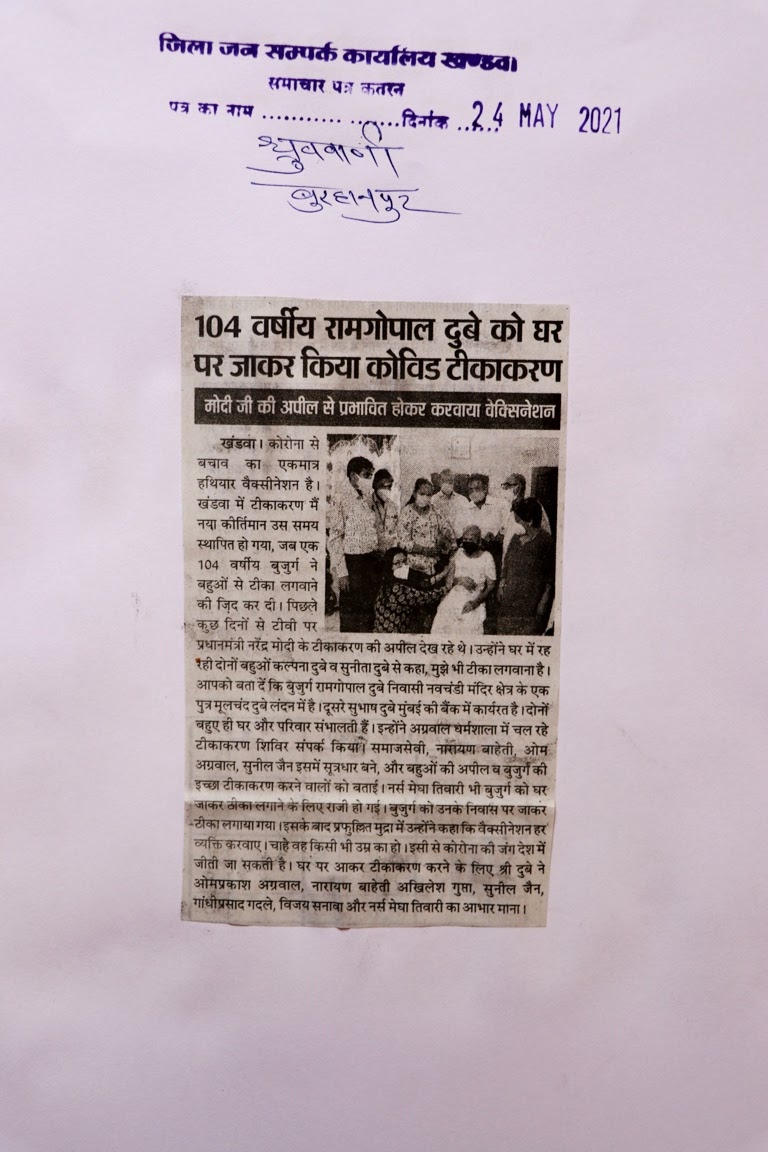 जिला जन सम्पर्क कार्यालय खण्डवा
समाचार पत्र कतरन
पत्र का नाम .................. दिनांक ...... 24 MAY 2021
ध्रुववाणी
बुरहानपुर
104 वर्षीय रामगोपाल दुबे को घर
पर जाकर किया कोविड टीकाकरण
मोदी जी की अपील से प्रभावित होकर करवाया वेक्सिनेशन
खंडवा। कोरोना से
बचाव का एकमात्र
हथियार वैक्सीनेशन है।
खंडवा में टीकाकरण मैं
नया कीर्तिमान उस समय
स्थापित हो गया, जब एक
104 वर्षीय बुजुर्ग ने
बहुओं से टीका लगवाने
की जिद कर दी। पिछले
कुछ दिनों से टीवी पर
प्रधानमंत्री नरेंद्र मोदी के टीकाकरण की अपील देख रहे थे। उन्होंने घर में रह
रही दोनों बहुओं कल्पना दुबे व सुनीता दुबे से कहा, मुझे भी टीका लगवाना है।
आपको बता दें कि बुजुर्ग रामगोपाल दुबे निवासी नवचंडी मंदिर क्षेत्र के एक
पुत्र मूलचंद दुबे लंदन में है। दूसरे सुभाष दुबे मुंबई की बैंक में कार्यरत है। दोनों
बहुए ही घर और परिवार संभालती हैं। इन्होंने अग्रवाल धर्मशाला में चल रहे
टीकाकरण शिविर संपर्क किया। समाजसेवी, नारायण बाहेती, ओम
अग्रवाल, सुनील जैन इसमें सूत्रधार बने, और बहुओं की अपील व बुजुर्ग की
इच्छा टीकाकरण करने वालों को बताई। नर्स मेघा तिवारी भी बुजुर्ग को घर
जाकर ठीका लगाने के लिए राजी हो गई। बुजुर्ग को उनके निवास पर जाकर
टीका लगाया गया। इसके बाद प्रफुल्लित मुद्रा में उन्होंने कहा कि वैक्सीनेशन हर
व्यक्ति करवाए। चाहे वह किसी भी उम्र का हो। इसी से कोरोना की जंग देश में
जीती जा सकती है। घर पर आकर टीकाकरण करने के लिए श्री दुबे ने
ओमप्रकाश अग्रवाल, नारायण बाहेती अखिलेश गुप्ता, सुनील जैन,
गांधीप्रसाद गदले, विजय सनावा और नर्स मेघा तिवारी का आभार माना।